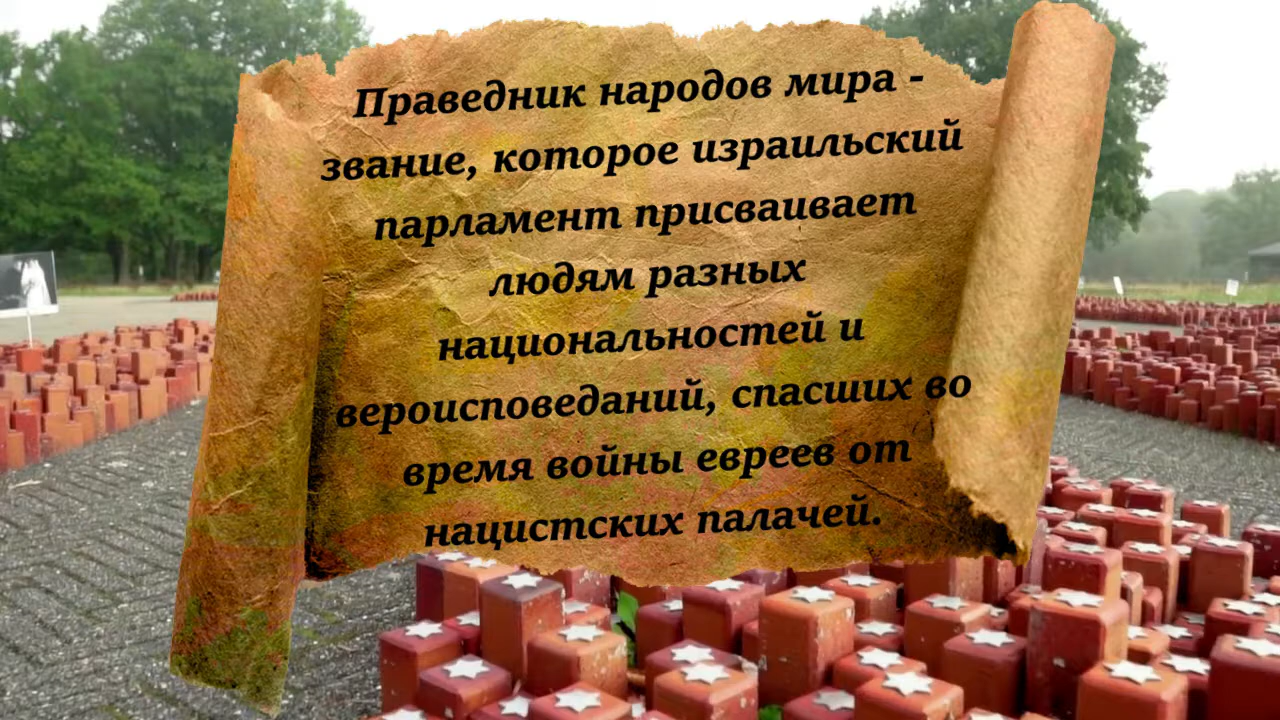 Праведник народов мира -
звание, которое израильский
парламент присваивает
людям разных
национальностей и
вероисповеданий, спасших во
время войны евреев от
нацистских палачей.